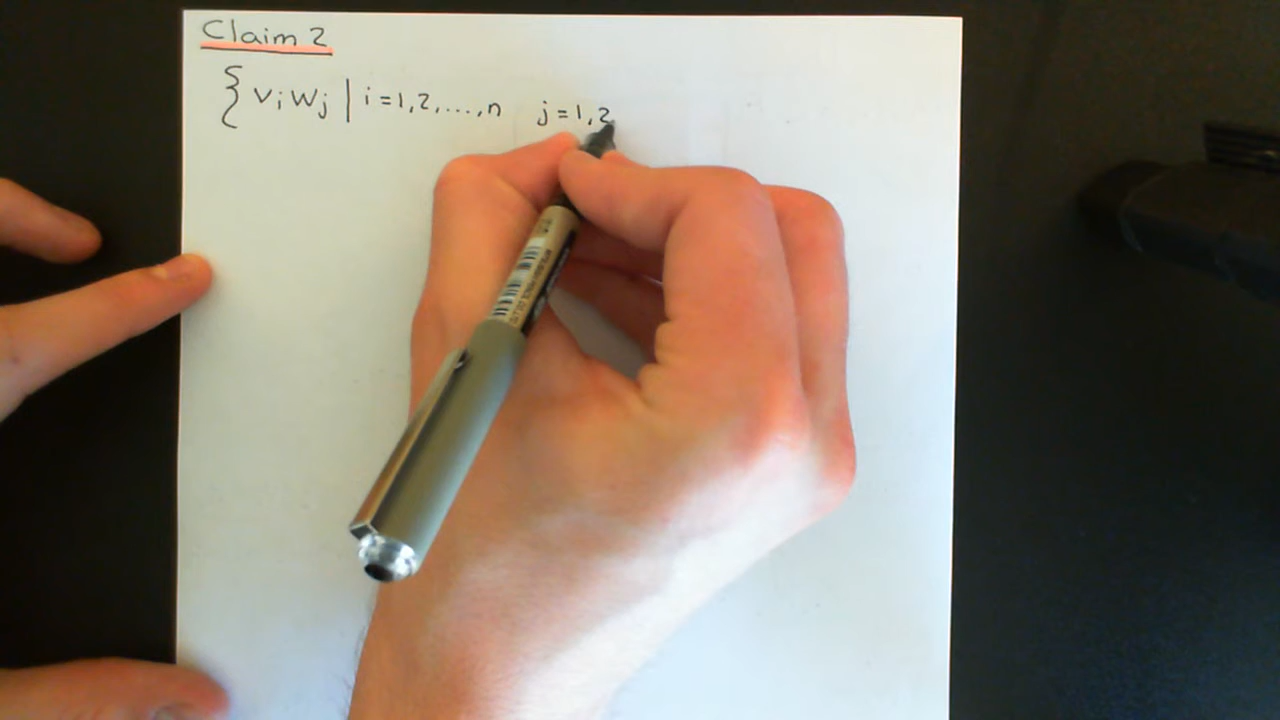 Claim 2
{ vᵢwⱼ | i=1,2,...,n j=1,2